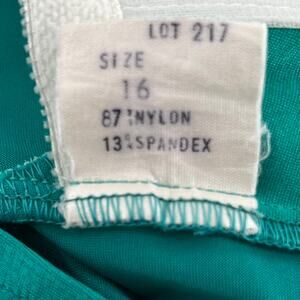 LOT 217
SIZE
16
87% NYLON
13% SPANDEX